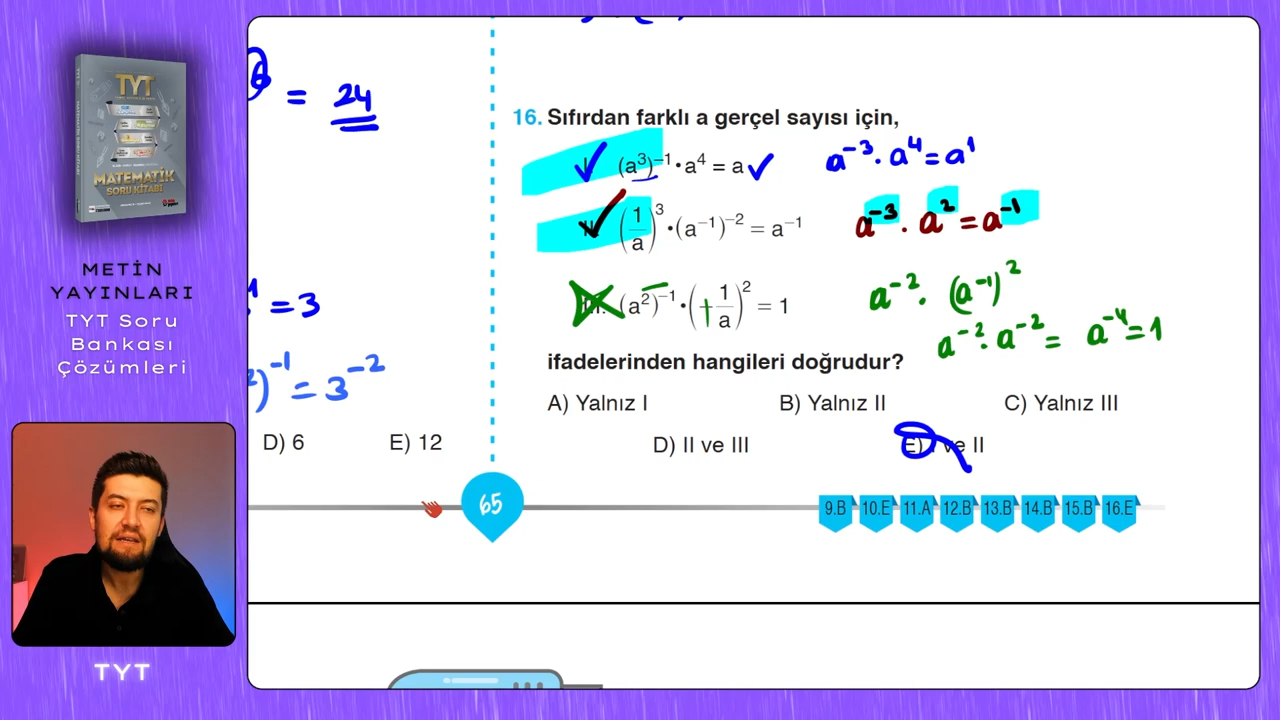 TYT
MATEMATİK
SORU KİTABI
METİN
YAYINLARI
TYT Soru
Bankası
Çözümleri
TYT
= 24
= 3
)⁻¹ = 3⁻²
D) 6 E) 12
65
16. Sıfırdan farklı a gerçel sayısı için,
(a³)⁻¹ • a⁴ = a
a⁻³ . a⁴ = a¹
(1/a)³ • (a⁻¹)⁻² = a⁻¹
a⁻³ . a² = a⁻¹
III. (a²)⁻¹ • (-1/a)² = 1
a⁻² . (a⁻¹)²
a⁻² . a⁻² = a⁻⁴ = 1
ifadelerinden hangileri doğrudur?
A) Yalnız I B) Yalnız II C) Yalnız III
D) II ve III E) I ve II
9.B 10.E 11.A 12.B 13.B 14.B 15.B 16.E